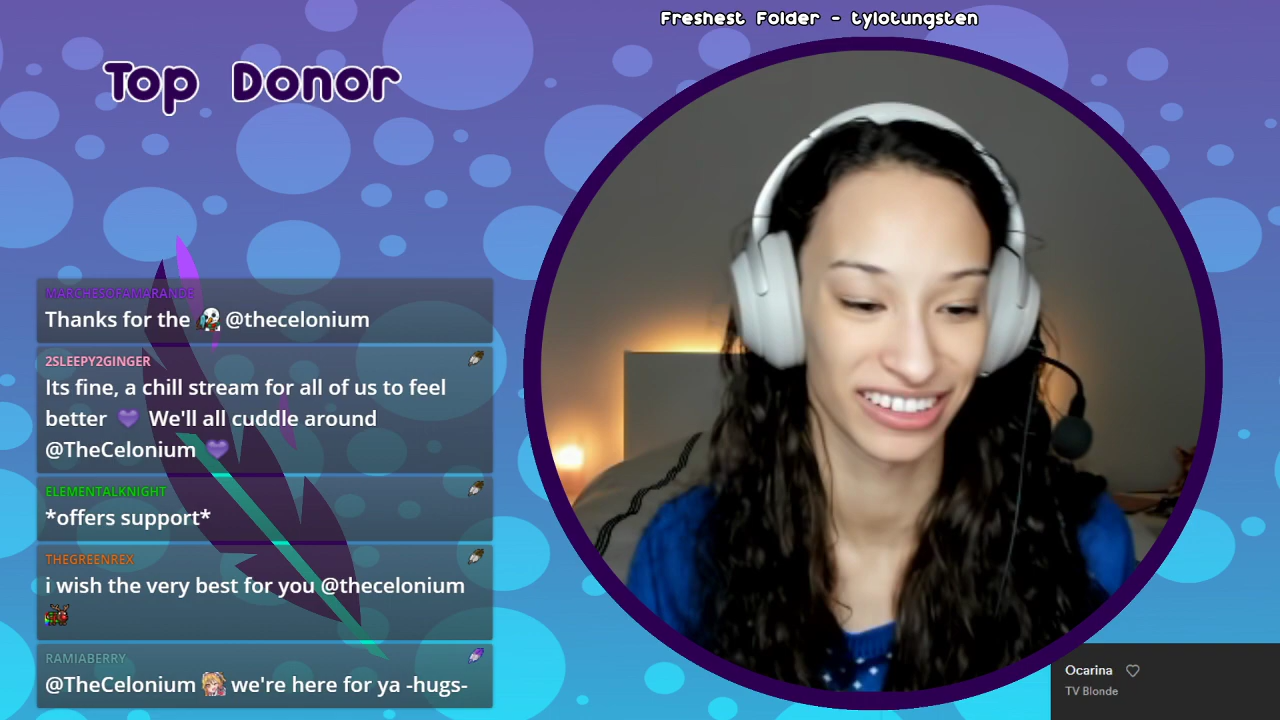 Freshest Folder - tylotungsten
Top Donor
MARCHESOFAMARANDE
Thanks for the @thecelonium
2SLEEPY2GINGER
Its fine, a chill stream for all of us to feel
better 💜 We'll all cuddle around
@TheCelonium 💜
ELEMENTALKNIGHT
*offers support*
THEGREENREX
i wish the very best for you @thecelonium
RAMIABERRY
@TheCelonium we're here for ya -hugs-
Ocarina
TV Blonde